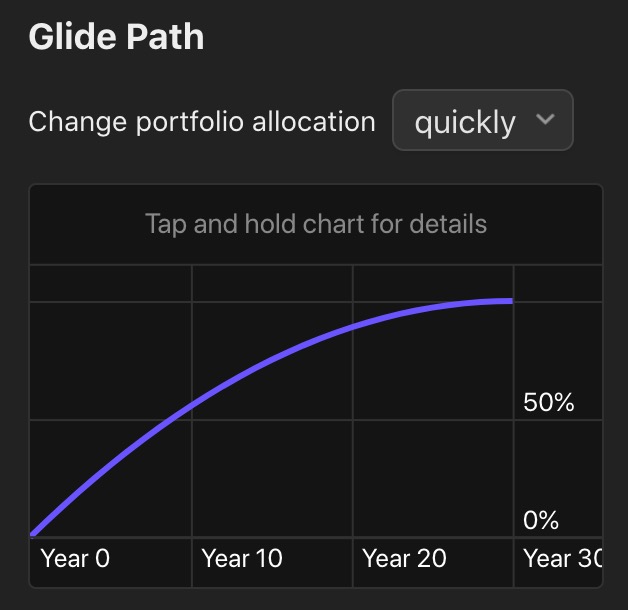 Glide Path
Change portfolio allocation quickly
Tap and hold chart for details
50%
0%
Year 0 Year 10 Year 20 Year 30